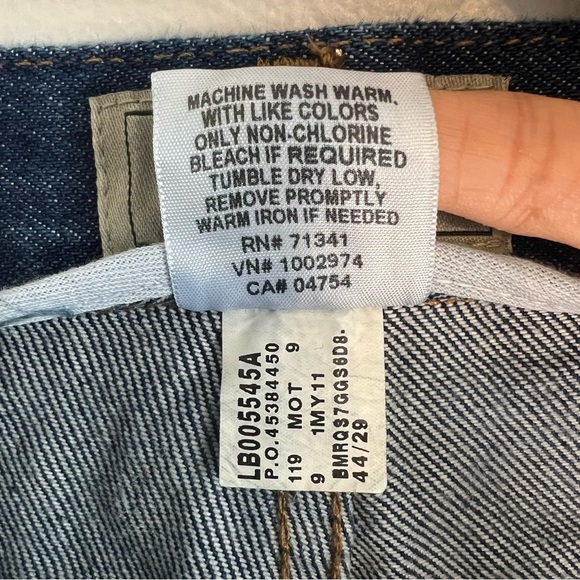 MACHINE WASH WARM.
WITH LIKE COLORS
ONLY NON-CHLORINE
BLEACH IF REQUIRED
TUMBLE DRY LOW,
REMOVE PROMPTLY
WARM IRON IF NEEDED
RN# 71341
VN# 1002974
CA# 04754
LB005545A
P.O.45384450
119 MOT 9
9 1MY11
BMRQS7GGS6D8-
44/29